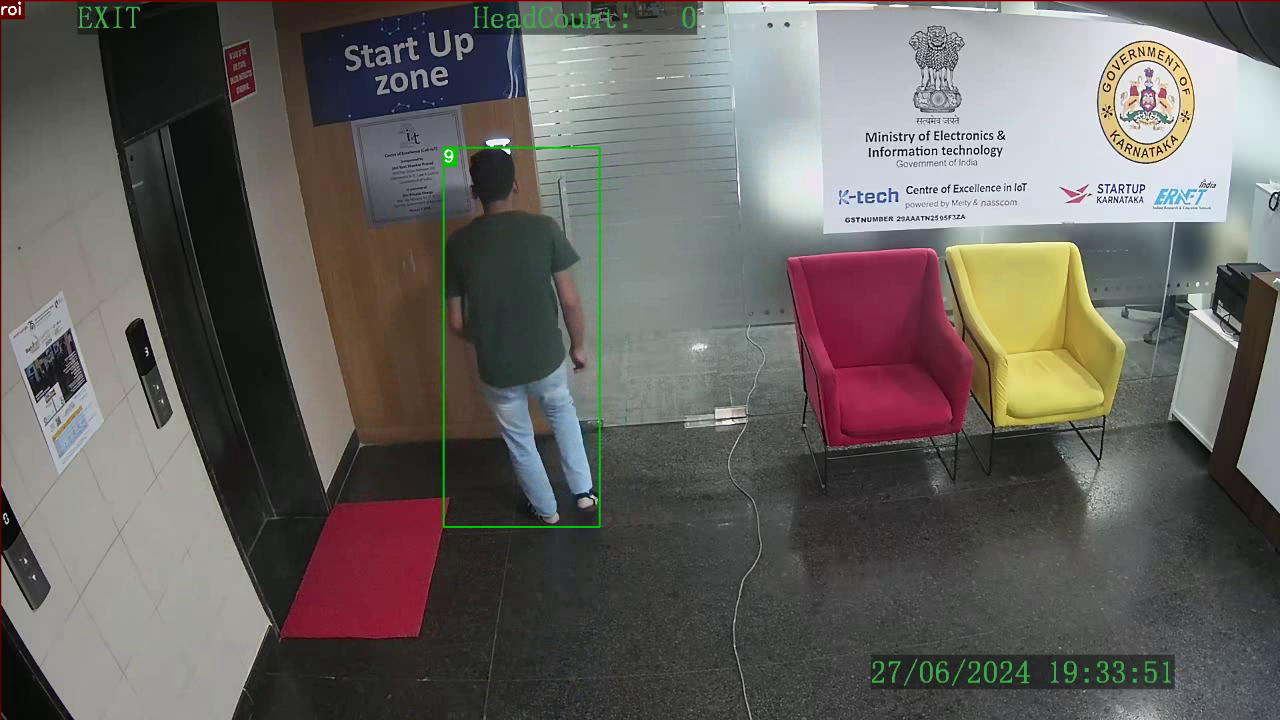 roi
EXIT
HeadCount: 0
Start Up
zone
9
सत्यमेव जयते
Ministry of Electronics &
Information technology
Government of India
GOVERNMENT OF
KARNATAKA
K-tech
Centre of Excellence in IoT
powered by Meity & nasscom
GSTNUMBER 29AAATN2595F3ZA
STARTUP
KARNATAKA
ERNET
India
27/06/2024 19:33:51